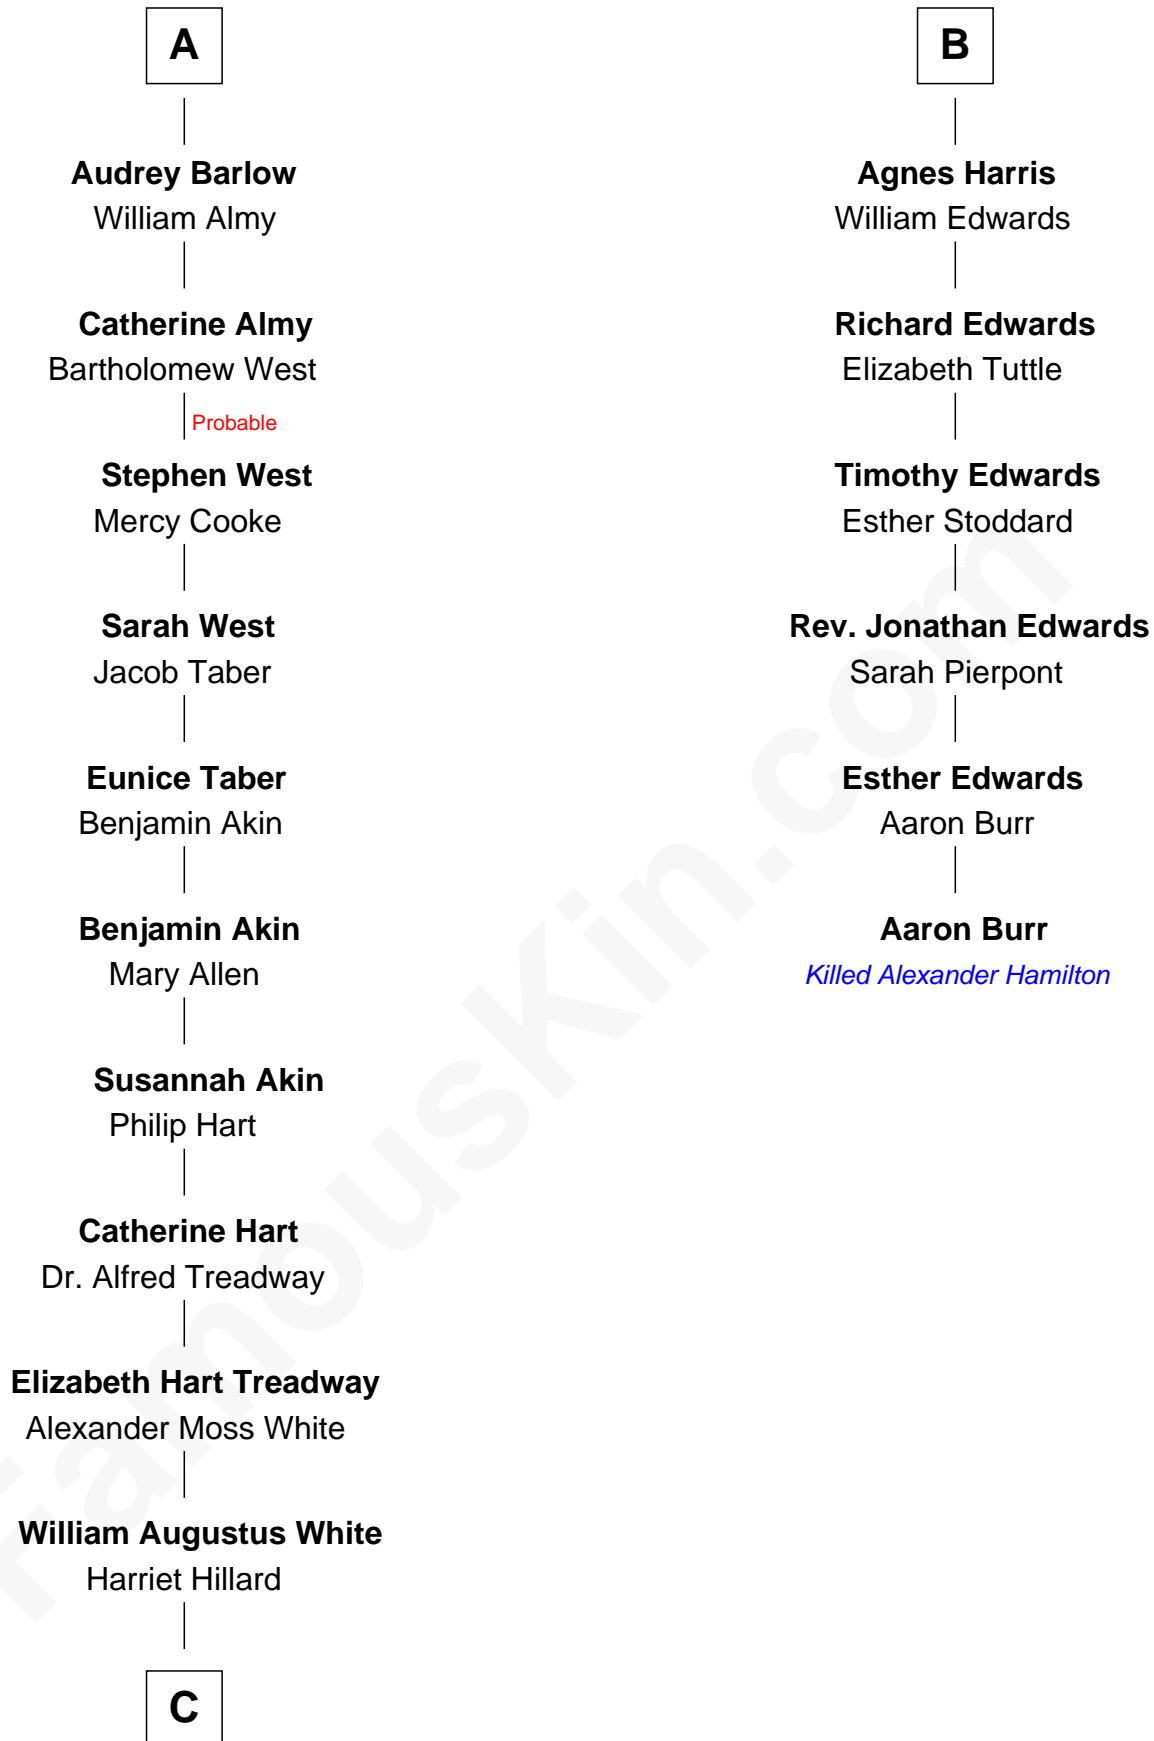 A
Audrey Barlow
William Almy
Catherine Almy
Bartholomew West
Probable
Stephen West
Mercy Cooke
Sarah West
Jacob Taber
Eunice Taber
Benjamin Akin
Benjamin Akin
Mary Allen
Susannah Akin
Philip Hart
Catherine Hart
Dr. Alfred Treadway
Elizabeth Hart Treadway
Alexander Moss White
William Augustus White
Harriet Hillard
C
B
Agnes Harris
William Edwards
Richard Edwards
Elizabeth Tuttle
Timothy Edwards
Esther Stoddard
Rev. Jonathan Edwards
Sarah Pierpont
Esther Edwards
Aaron Burr
Aaron Burr
Killed Alexander Hamilton
FamousKin.com